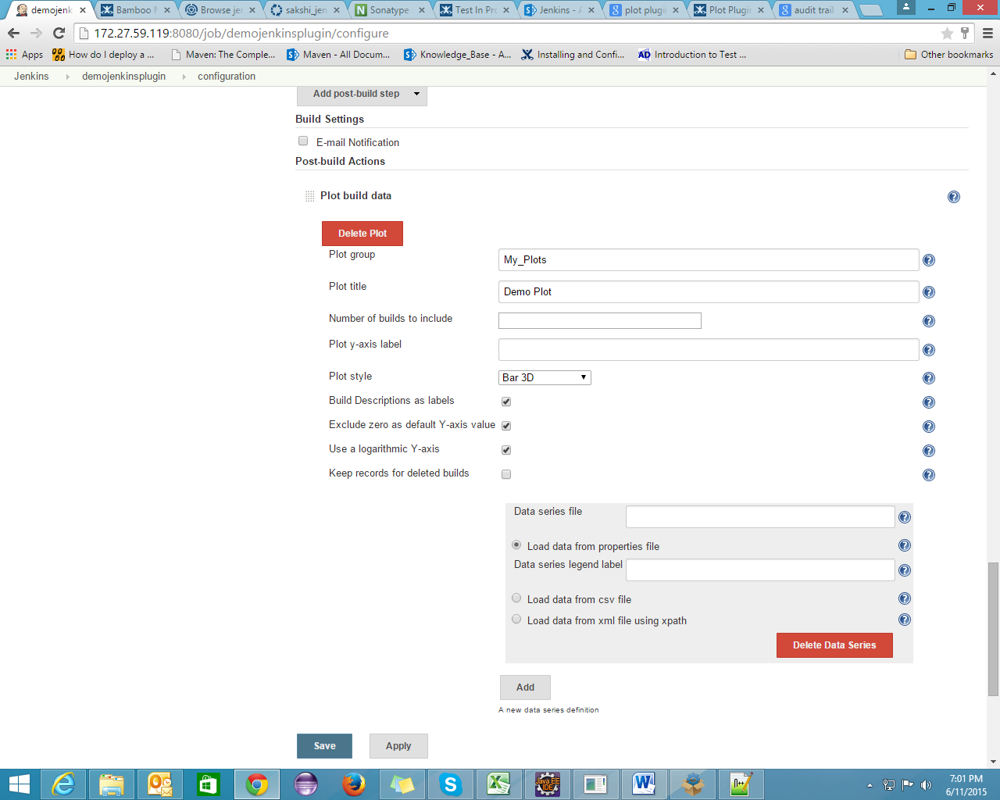 demojenk
Bamboo N
Browse jer
sakshi_jen
Sonatype
Test In Pro
Jenkins - A
plot plugi
Plot Plugin
audit trail
172.27.59.119:8080/job/demojenkinsplugin/configure
Apps
How do I deploy a ...
Maven: The Comple...
Maven - All Docum...
Knowledge_Base - A...
Installing and Confi...
AD Introduction to Test ...
Other bookmarks
Jenkins demojenkinsplugin configuration
Add post-build step
Build Settings
E-mail Notification
Post-build Actions
Plot build data
Delete Plot
Plot group My_Plots
Plot title Demo Plot
Number of builds to include
Plot y-axis label
Plot style Bar 3D
Build Descriptions as labels
Exclude zero as default Y-axis value
Use a logarithmic Y-axis
Keep records for deleted builds
Data series file
Load data from properties file
Data series legend label
Load data from csv file
Load data from xml file using xpath
Delete Data Series
Add
A new data series definition
Save Apply
Java EE
IDE
7:01 PM
6/11/2015